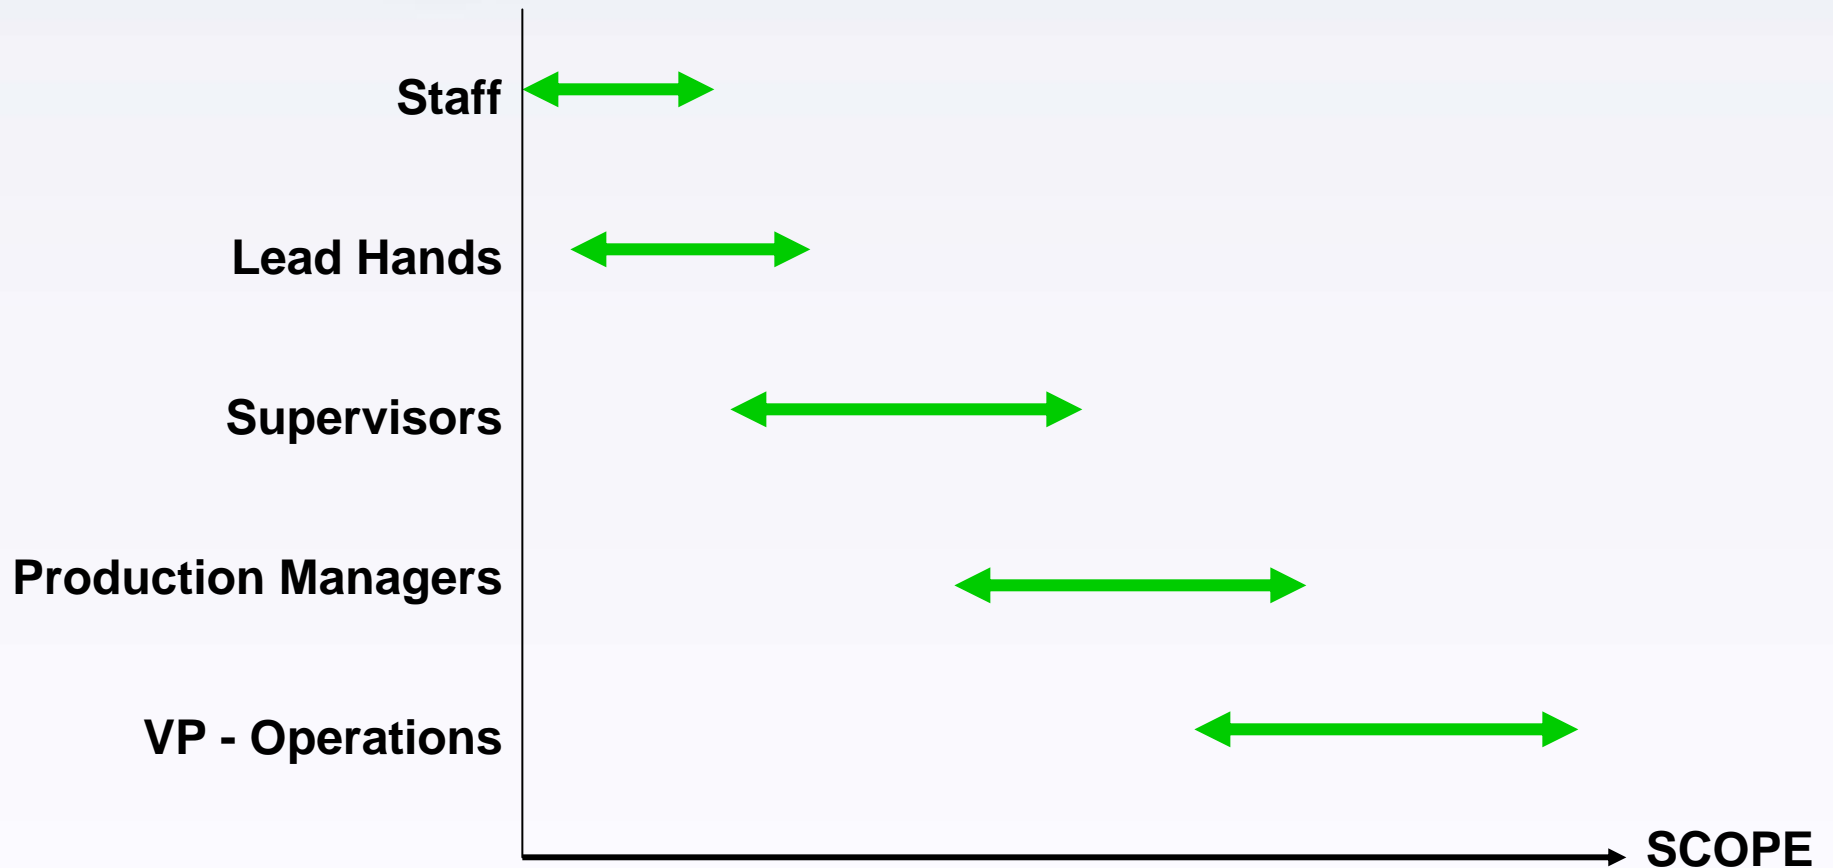 Staff
Lead Hands
Supervisors
Production Managers
VP - Operations
SCOPE